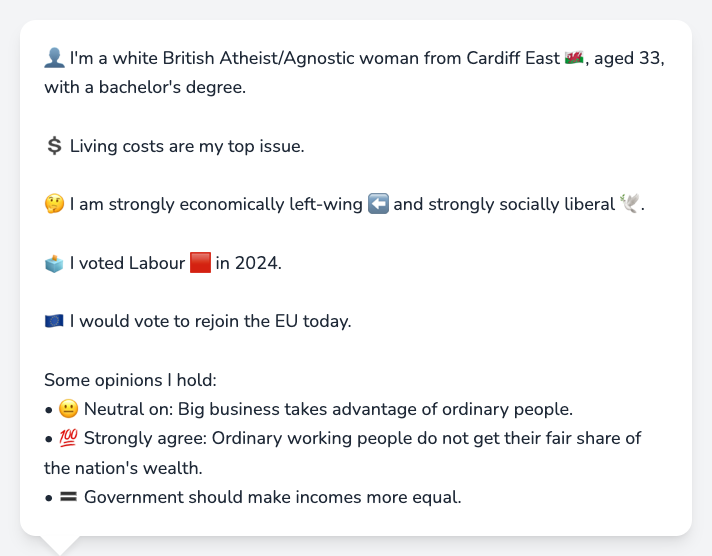 👤 I'm a white British Atheist/Agnostic woman from Cardiff East 🏴󠁧󠁢󠁷󠁬󠁳󠁿, aged 33,
with a bachelor's degree.
💲 Living costs are my top issue.
🤔 I am strongly economically left-wing ⬅️ and strongly socially liberal 🕊️.
🗳️ I voted Labour 🟥 in 2024.
🇪🇺 I would vote to rejoin the EU today.
Some opinions I hold:
• 😐 Neutral on: Big business takes advantage of ordinary people.
• 💯 Strongly agree: Ordinary working people do not get their fair share of
the nation's wealth.
• 🟰 Government should make incomes more equal.